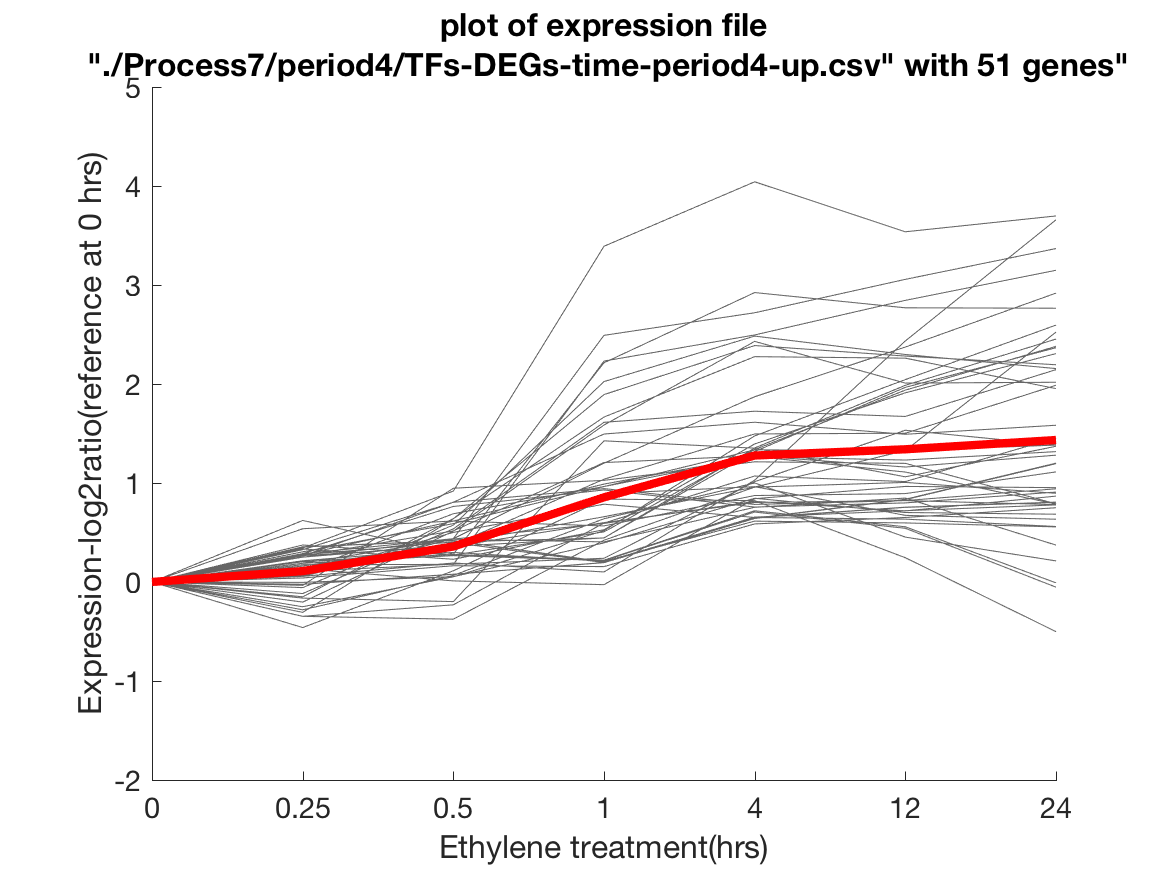 plot of expression file
"./Process7/period4/TFs-DEGs-time-period4-up.csv" with 51 genes"
Expression-log2ratio(reference at 0 hrs)
5
4
3
2
1
0
-1
-2
0 0.25 0.5 1 4 12 24
Ethylene treatment(hrs)